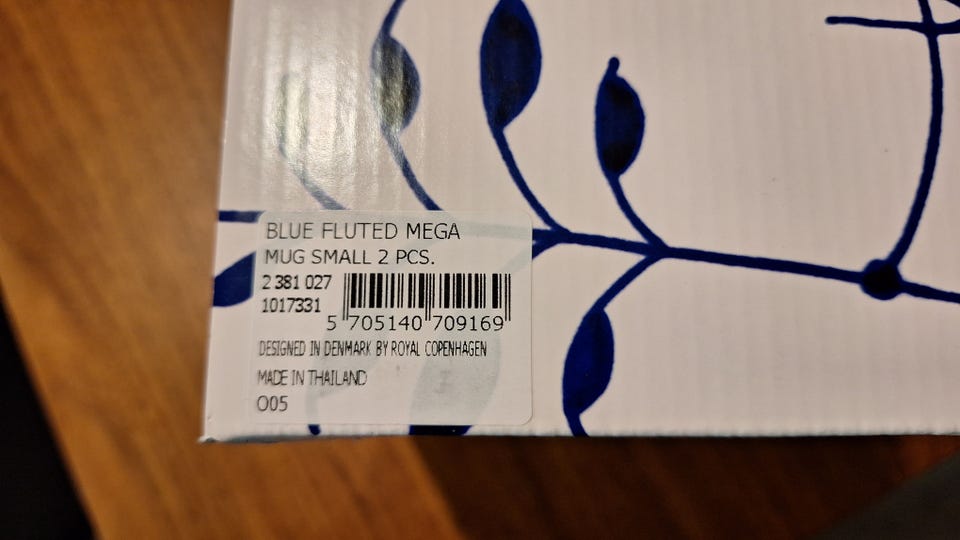 BLUE FLUTED MEGA
MUG SMALL 2 PCS.
2 381 027
1017331
5 705140 709169
DESIGNED IN DENMARK BY ROYAL COPENHAGEN
MADE IN THAILAND
O05